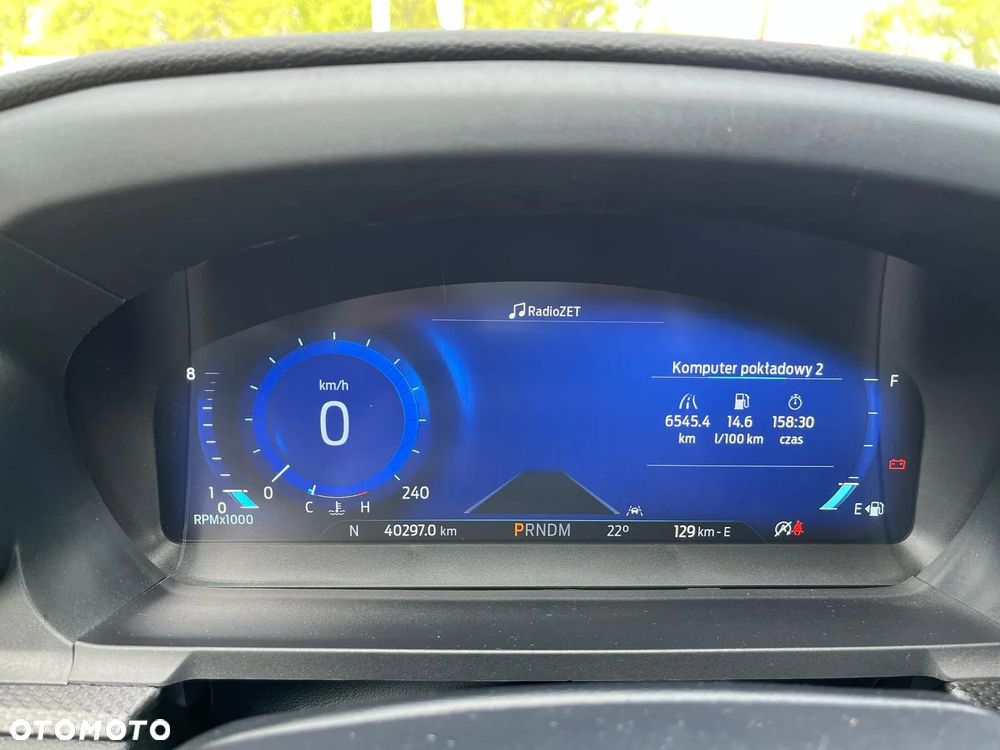 RadioZET
8
km/h
0
Komputer pokładowy 2
F
6545.4 14.6 158:30
km l/100 km czas
1 0 240
0 C H E
RPMx1000
N 40297.0 km PRNDM 22° 129 km - E
OTOMOTO